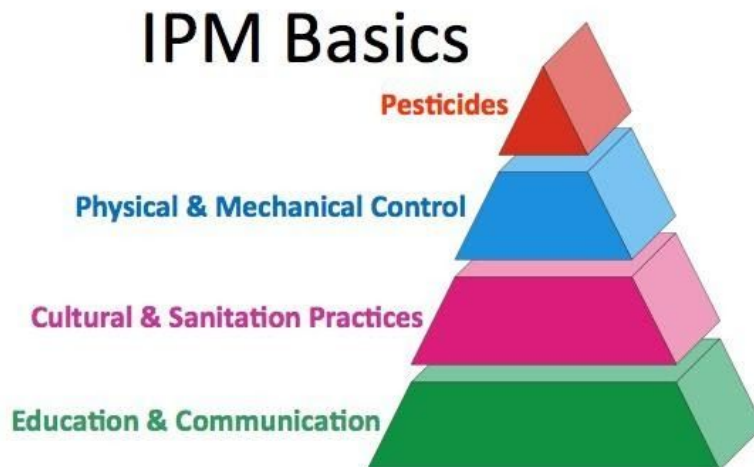 IPM Basics
Pesticides
Physical & Mechanical Control
Cultural & Sanitation Practices
Education & Communication